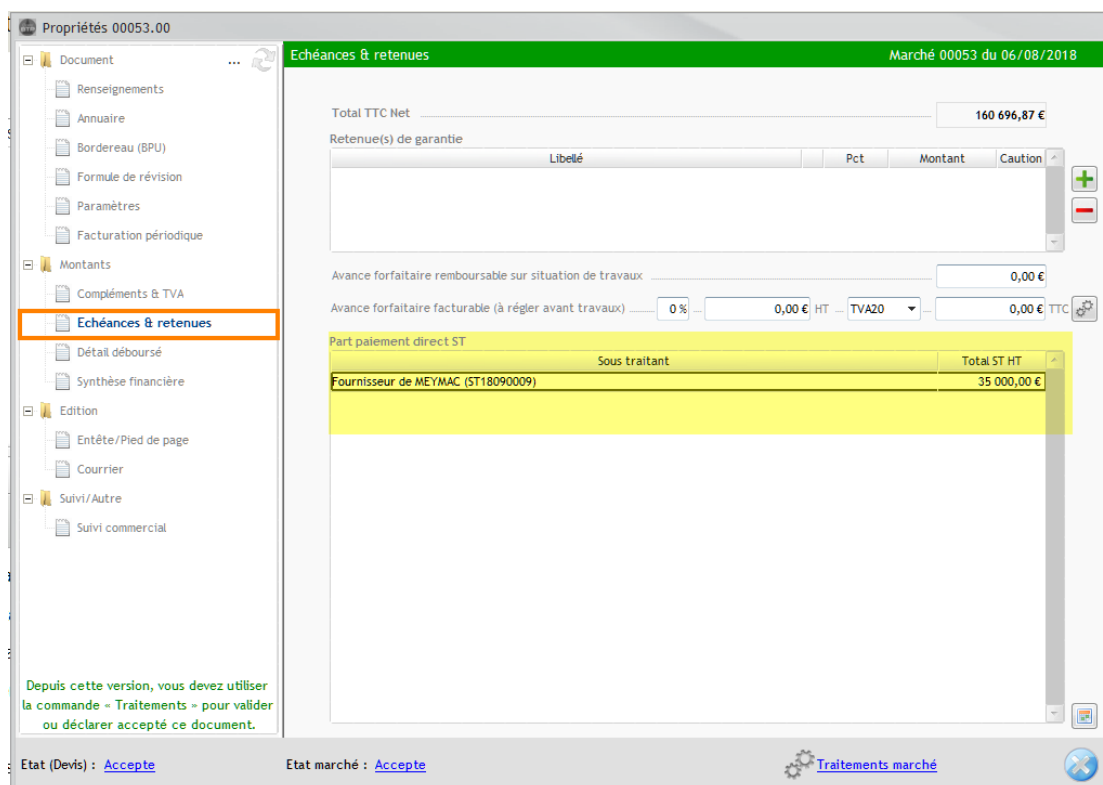 Propriétés 00053.00
Document ...
Renseignements
Annuaire
Bordereau (BPU)
Formule de révision
Paramètres
Facturation périodique
Montants
Compléments & TVA
Echéances & retenues
Détail déboursé
Synthèse financière
Edition
Entête/Pied de page
Courrier
Suivi/Autre
Suivi commercial
Depuis cette version, vous devez utiliser
la commande « Traitements » pour valider
ou déclarer accepté ce document.
Echéances & retenues Marché 00053 du 06/08/2018
Total TTC Net 160 696,87 €
Retenue(s) de garantie
Libellé Pct Montant Caution
Avance forfaitaire remboursable sur situation de travaux 0,00 €
Avance forfaitaire facturable (à régler avant travaux) 0 % 0,00 € HT TVA20 0,00 € TTC
Part paiement direct ST
Sous traitant Total ST HT
Fournisseur de MEYMAC (ST18090009) 35 000,00 €
Etat (Devis) : Accepte Etat marché : Accepte Traitements marché